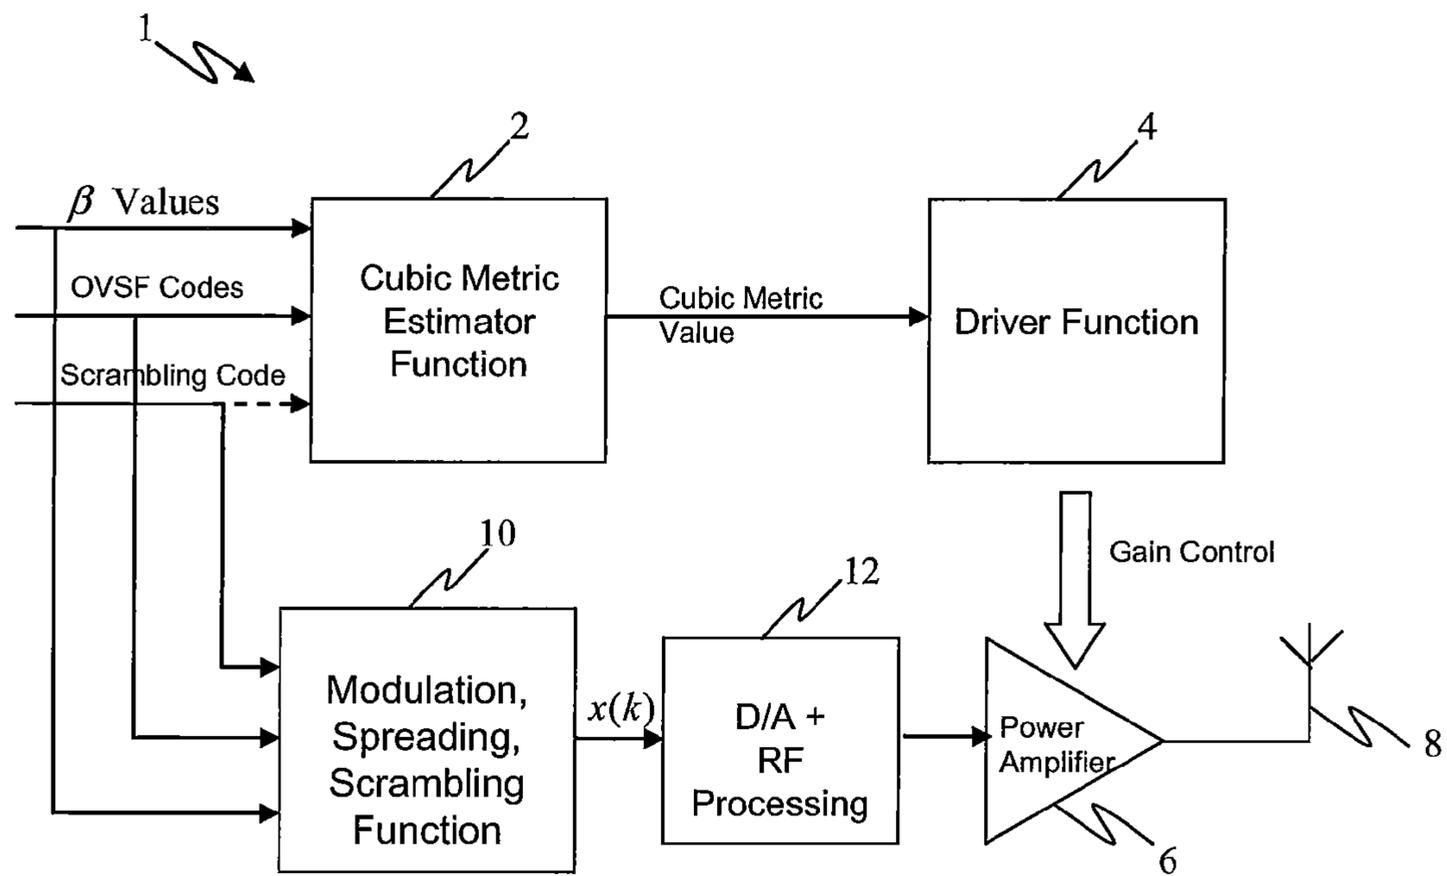 1
2
4
β Values
OVSF Codes
Scrambling Code
Cubic Metric
Estimator
Function
Cubic Metric
Value
Driver Function
10
12
Gain Control
Modulation,
Spreading,
Scrambling
Function
x(k)
D/A +
RF
Processing
Power
Amplifier
8
6